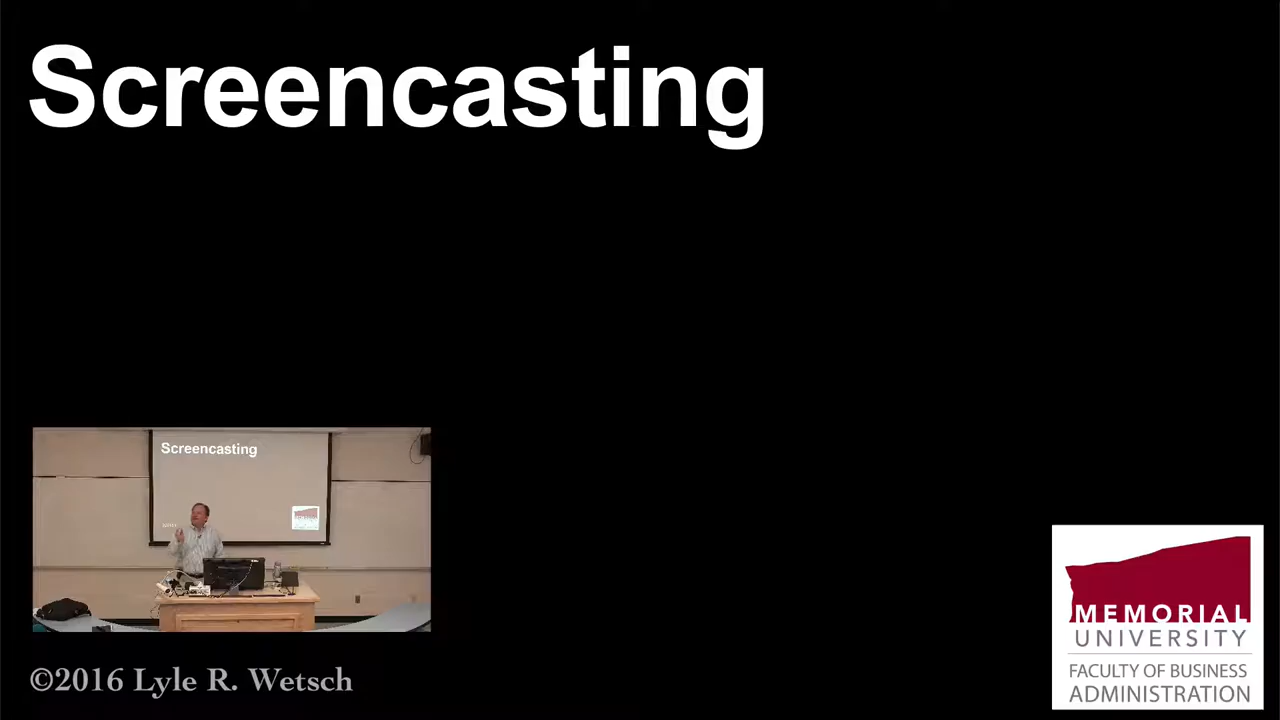 Screencasting
Screencasting
©2016 Lyle R. Wetsch
MEMORIAL
UNIVERSITY
FACULTY OF BUSINESS
ADMINISTRATION